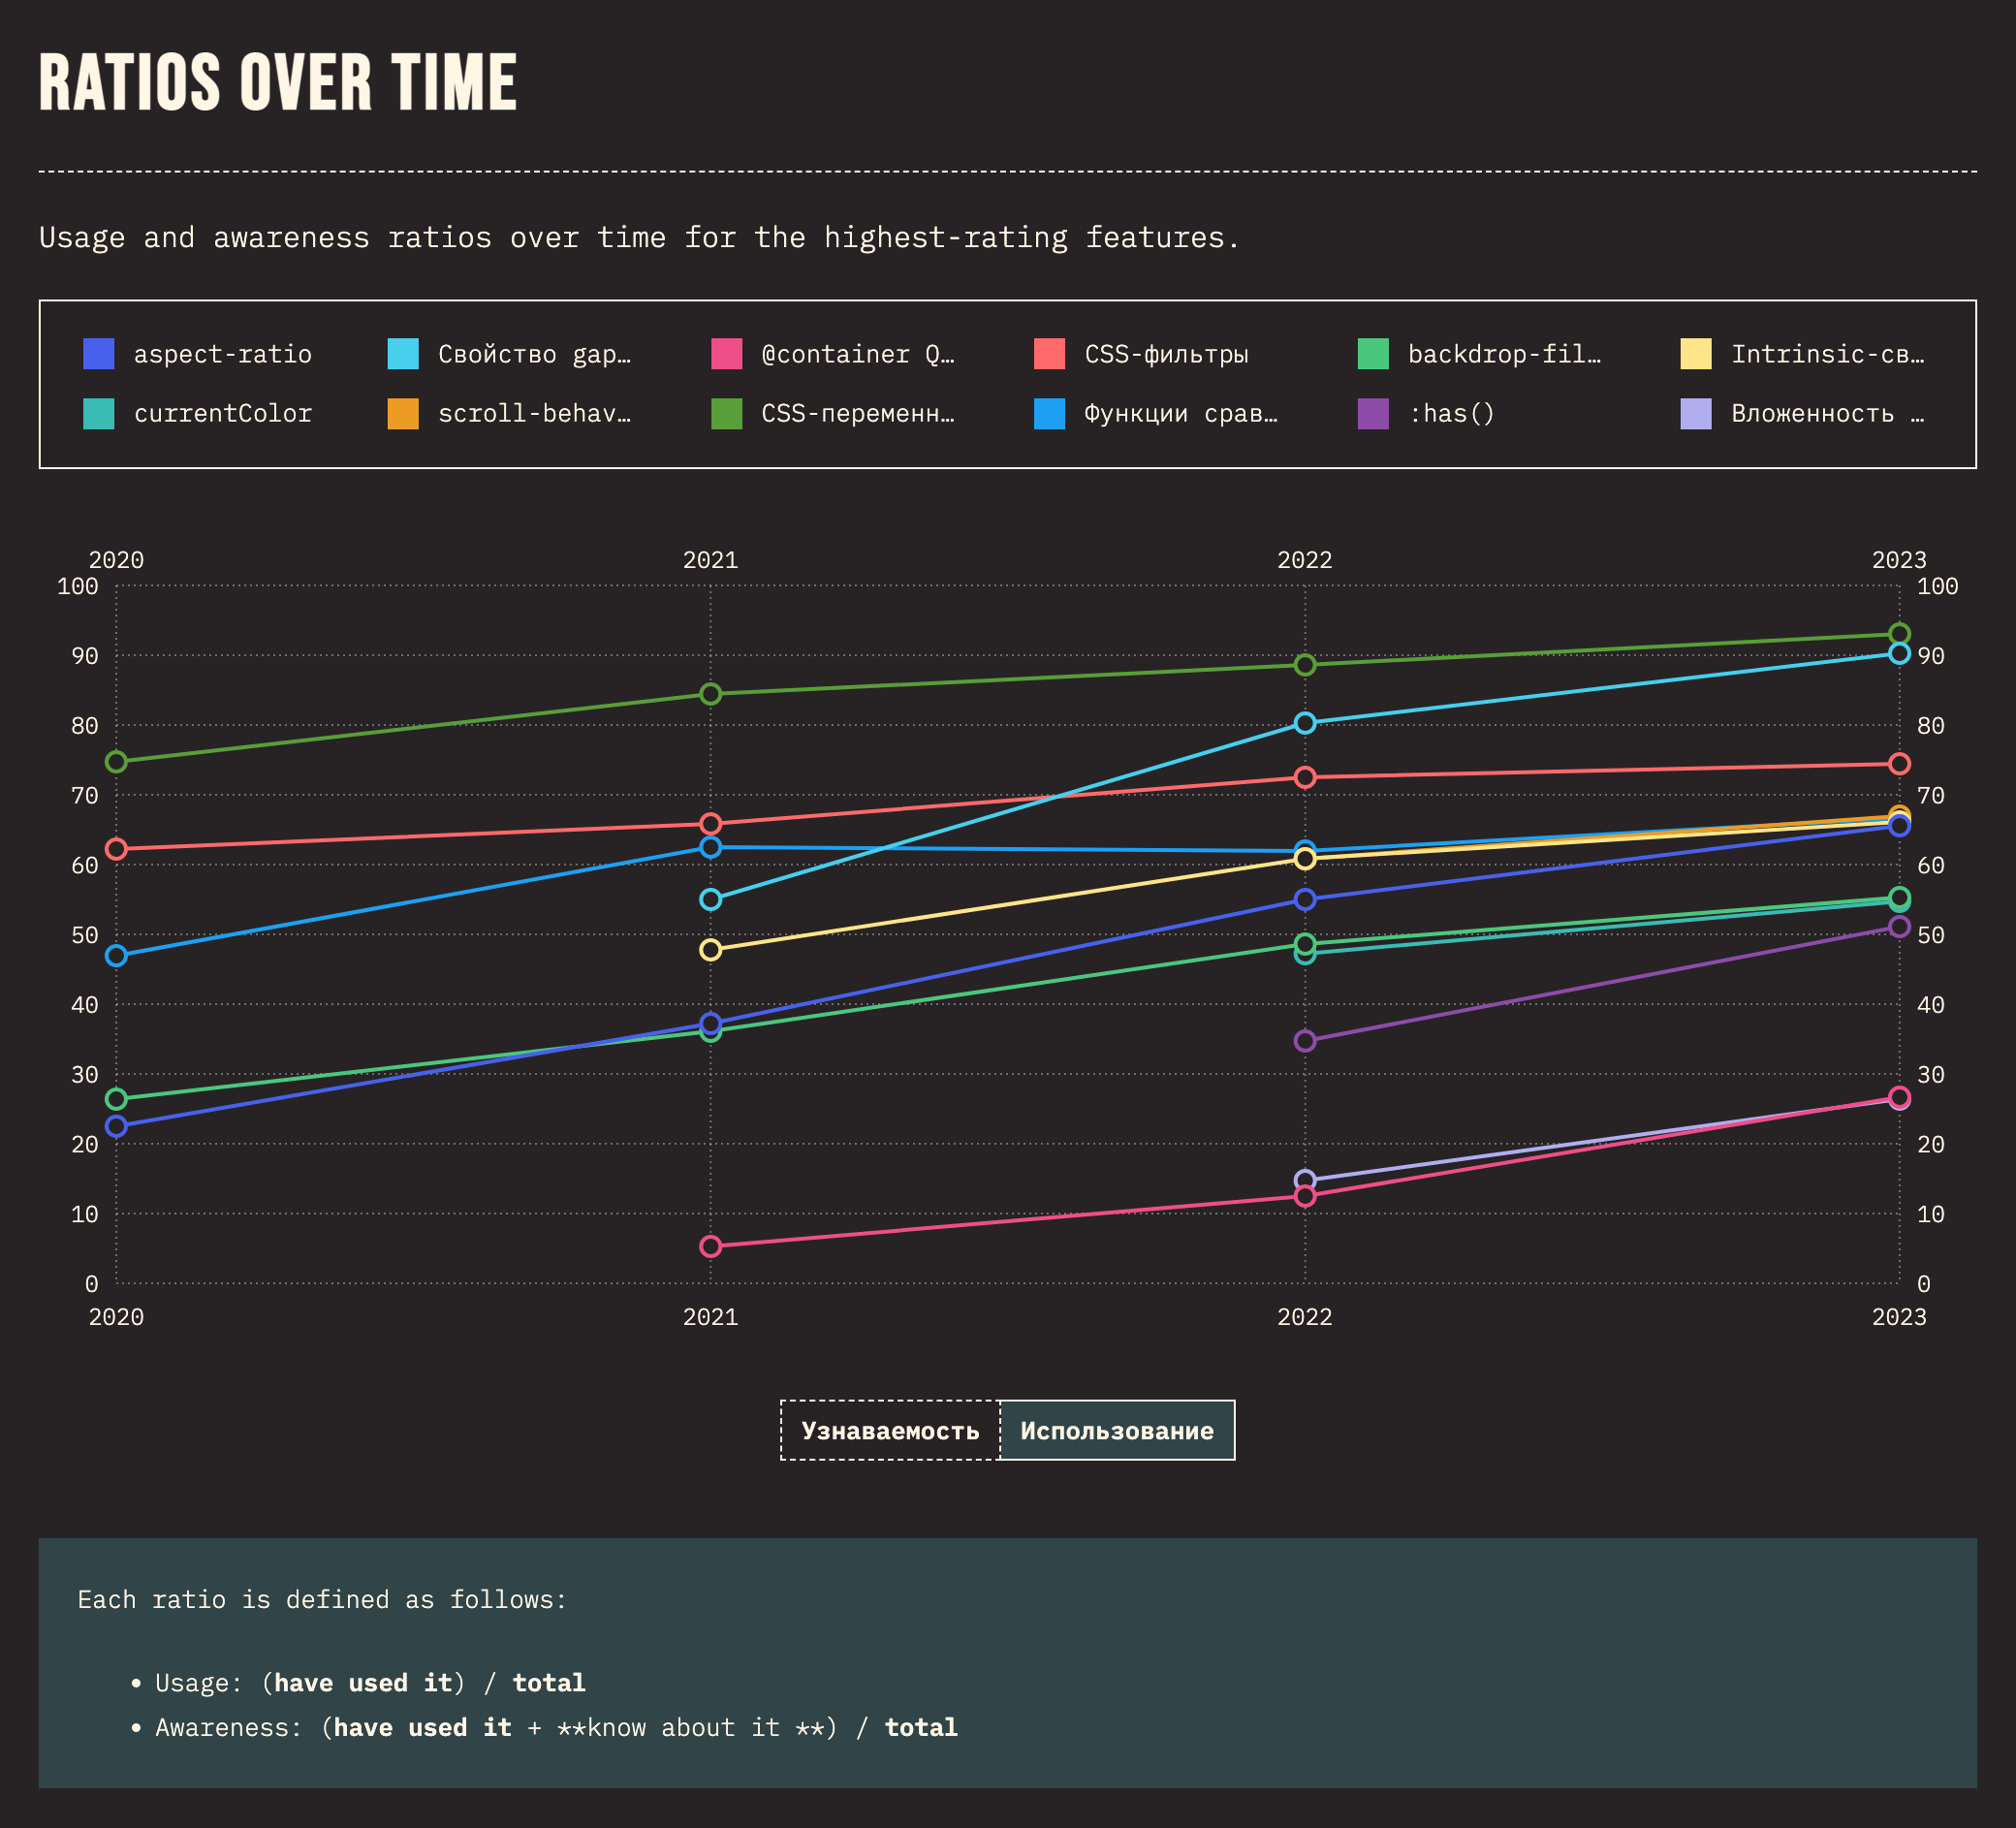 RATIOS OVER TIME
Usage and awareness ratios over time for the highest-rating features.
aspect-ratio Свойство gap… @container Q… CSS-фильтры backdrop-fil… Intrinsic-св…
currentColor scroll-behav… CSS-переменн… Функции срав… :has() Вложенность …
2020 2021 2022 2023
100 100
90 90
80 80
70 70
60 60
50 50
40 40
30 30
20 20
10 10
0 0
2020 2021 2022 2023
Узнаваемость Использование
Each ratio is defined as follows:
• Usage: (have used it) / total
• Awareness: (have used it + **know about it **) / total